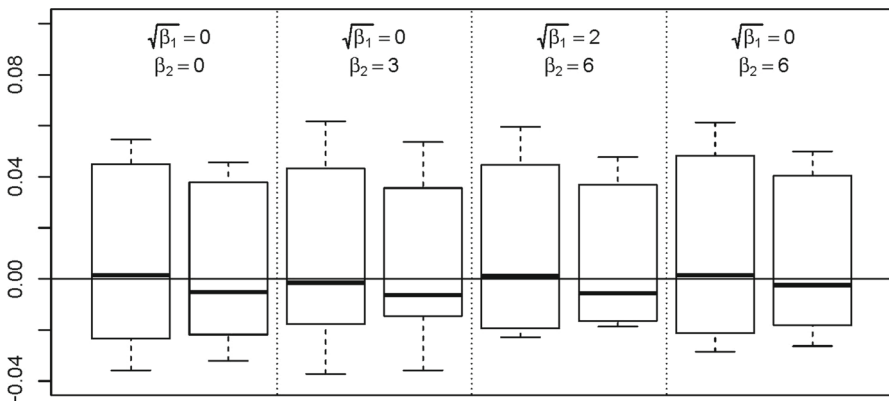 √β₁ = 0
β₂ = 0
√β₁ = 0
β₂ = 3
√β₁ = 2
β₂ = 6
√β₁ = 0
β₂ = 6
0.08
0.04
0.00
-0.04